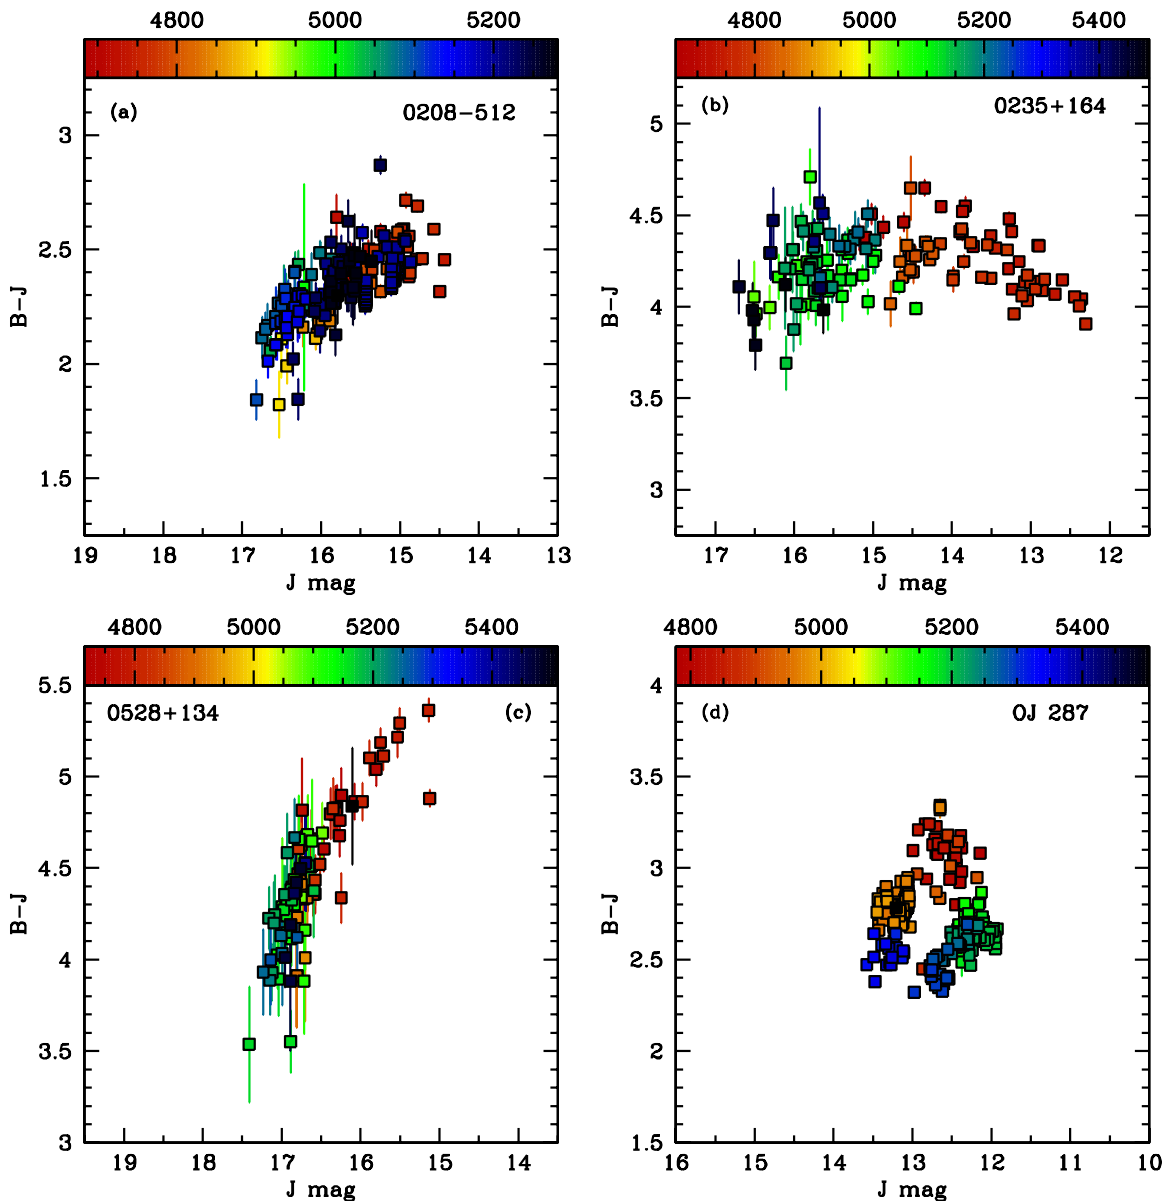 4800 5000 5200
4800 5000 5200 5400
(a) 0208−512
(b) 0235+164
3
2.5
2
1.5
B−J
5
4.5
4
3.5
3
B−J
19 18 17 16 15 14 13
J mag
17 16 15 14 13 12
J mag
4800 5000 5200 5400
4800 5000 5200 5400
0528+134 (c)
(d) OJ 287
5.5
5
4.5
4
3.5
3
B−J
4
3.5
3
2.5
2
1.5
B−J
19 18 17 16 15 14
J mag
16 15 14 13 12 11 10
J mag